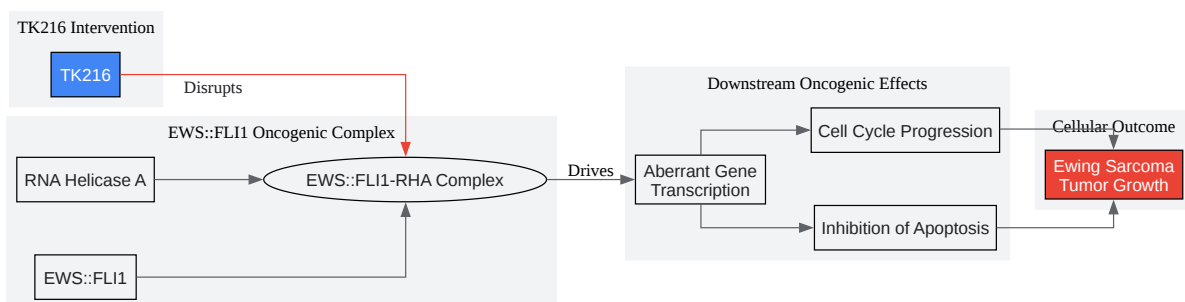 TK216 Intervention
TK216
Disrupts
EWS::FLI1 Oncogenic Complex
RNA Helicase A
EWS::FLI1-RHA Complex
EWS::FLI1
Drives
Downstream Oncogenic Effects
Aberrant Gene
Transcription
Cell Cycle Progression
Inhibition of Apoptosis
Cellular Outcome
Ewing Sarcoma
Tumor Growth